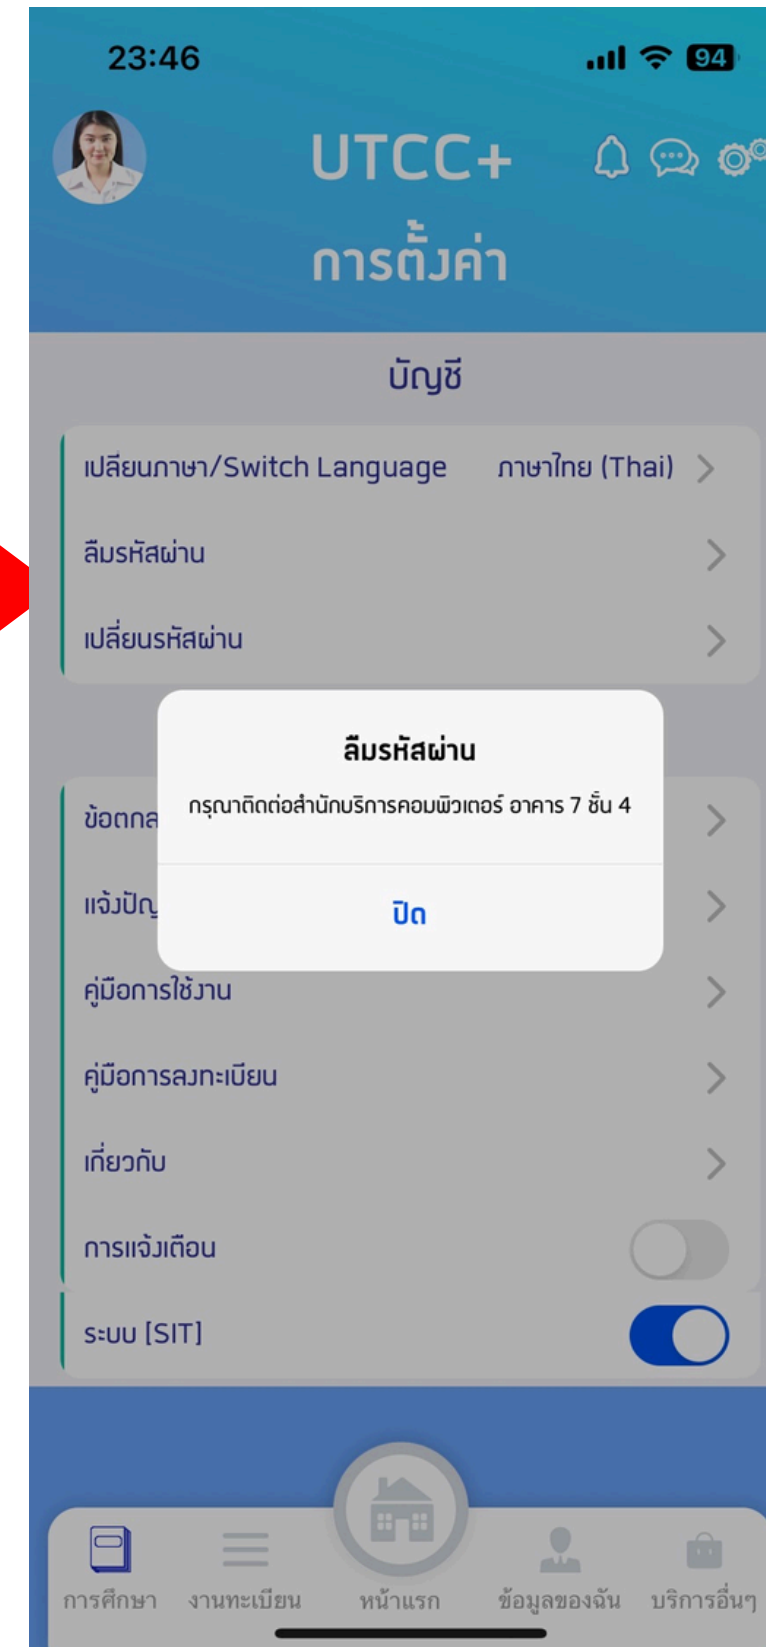 23:46 94
UTCC+
การตั้งค่า
บัญชี
เปลี่ยนภาษา/Switch Language ภาษาไทย (Thai)
ลืมรหัสผ่าน
เปลี่ยนรหัสผ่าน
ลืมรหัสผ่าน
กรุณาติดต่อสำนักบริการคอมพิวเตอร์ อาคาร 7 ชั้น 4
ข้อตกล
แจ้งปัญ
ปิด
คู่มือการใช้งาน
คู่มือการลงทะเบียน
เกี่ยวกับ
การแจ้งเตือน
ระบบ [SIT]
การศึกษา งานทะเบียน หน้าแรก ข้อมูลของฉัน บริการอื่นๆ